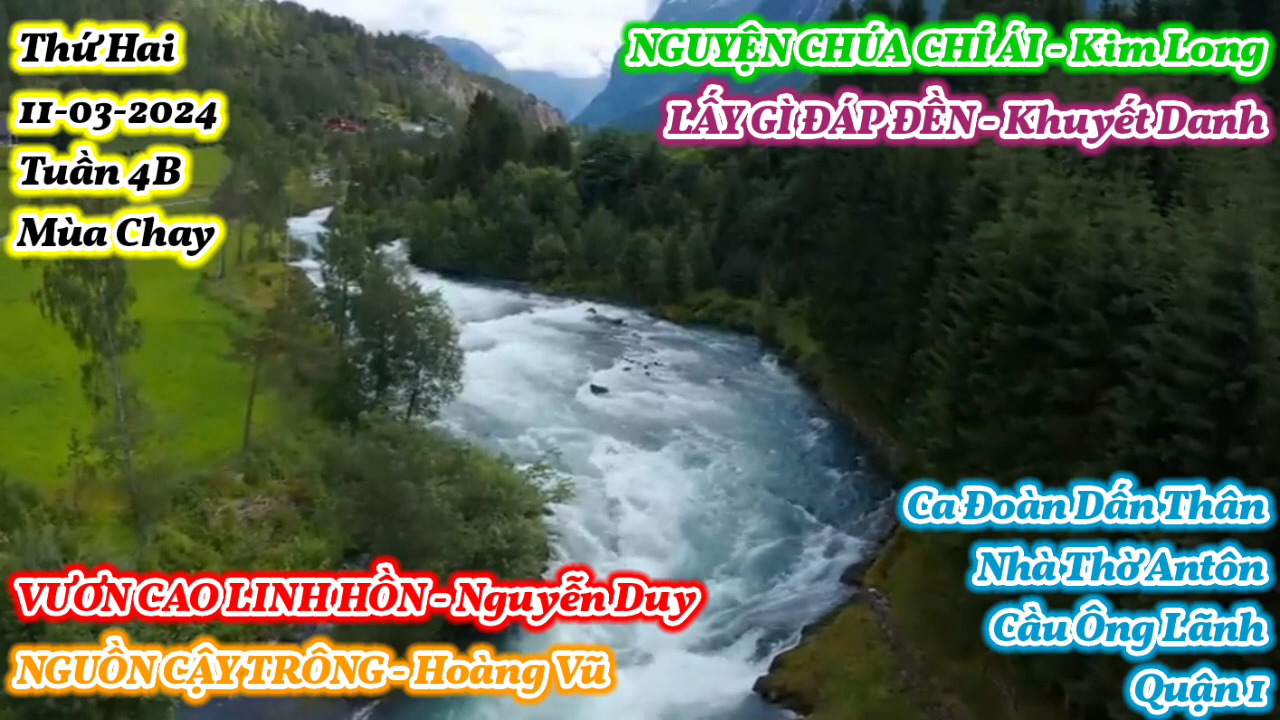 Thứ Hai
11-03-2024
Tuần 4B
Mùa Chay
NGUYỆN CHÚA CHÍ ÁI - Kim Long
LẤY GÌ ĐÁP ĐỀN - Khuyết Danh
VƯƠN CAO LINH HỒN - Nguyễn Duy
NGUỒN CẬY TRÔNG - Hoàng Vũ
Ca Đoàn Dấn Thân
Nhà Thờ Antôn
Cầu Ông Lãnh
Quận 1